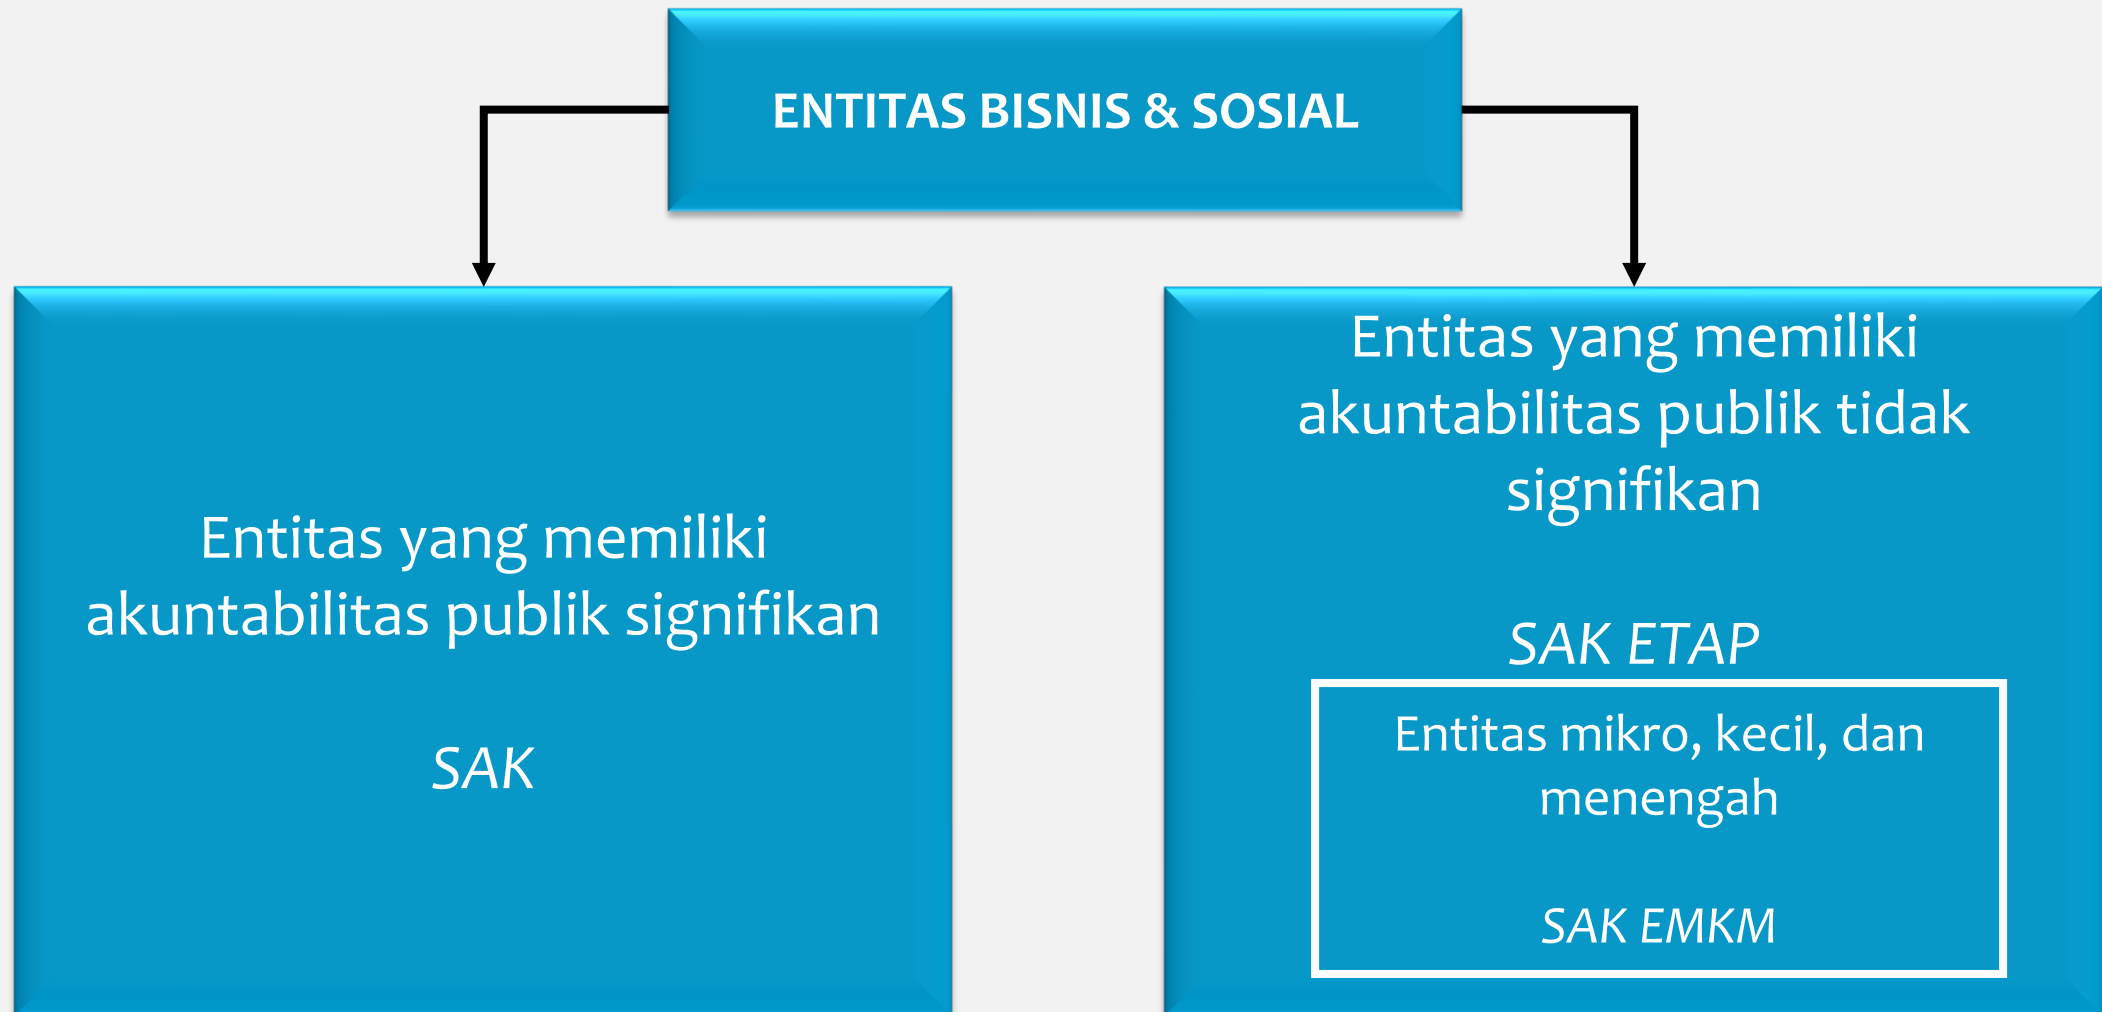 ENTITAS BISNIS & SOSIAL
Entitas yang memiliki
akuntabilitas publik signifikan
SAK
Entitas yang memiliki
akuntabilitas publik tidak
signifikan
SAK ETAP
Entitas mikro, kecil, dan
menengah
SAK EMKM